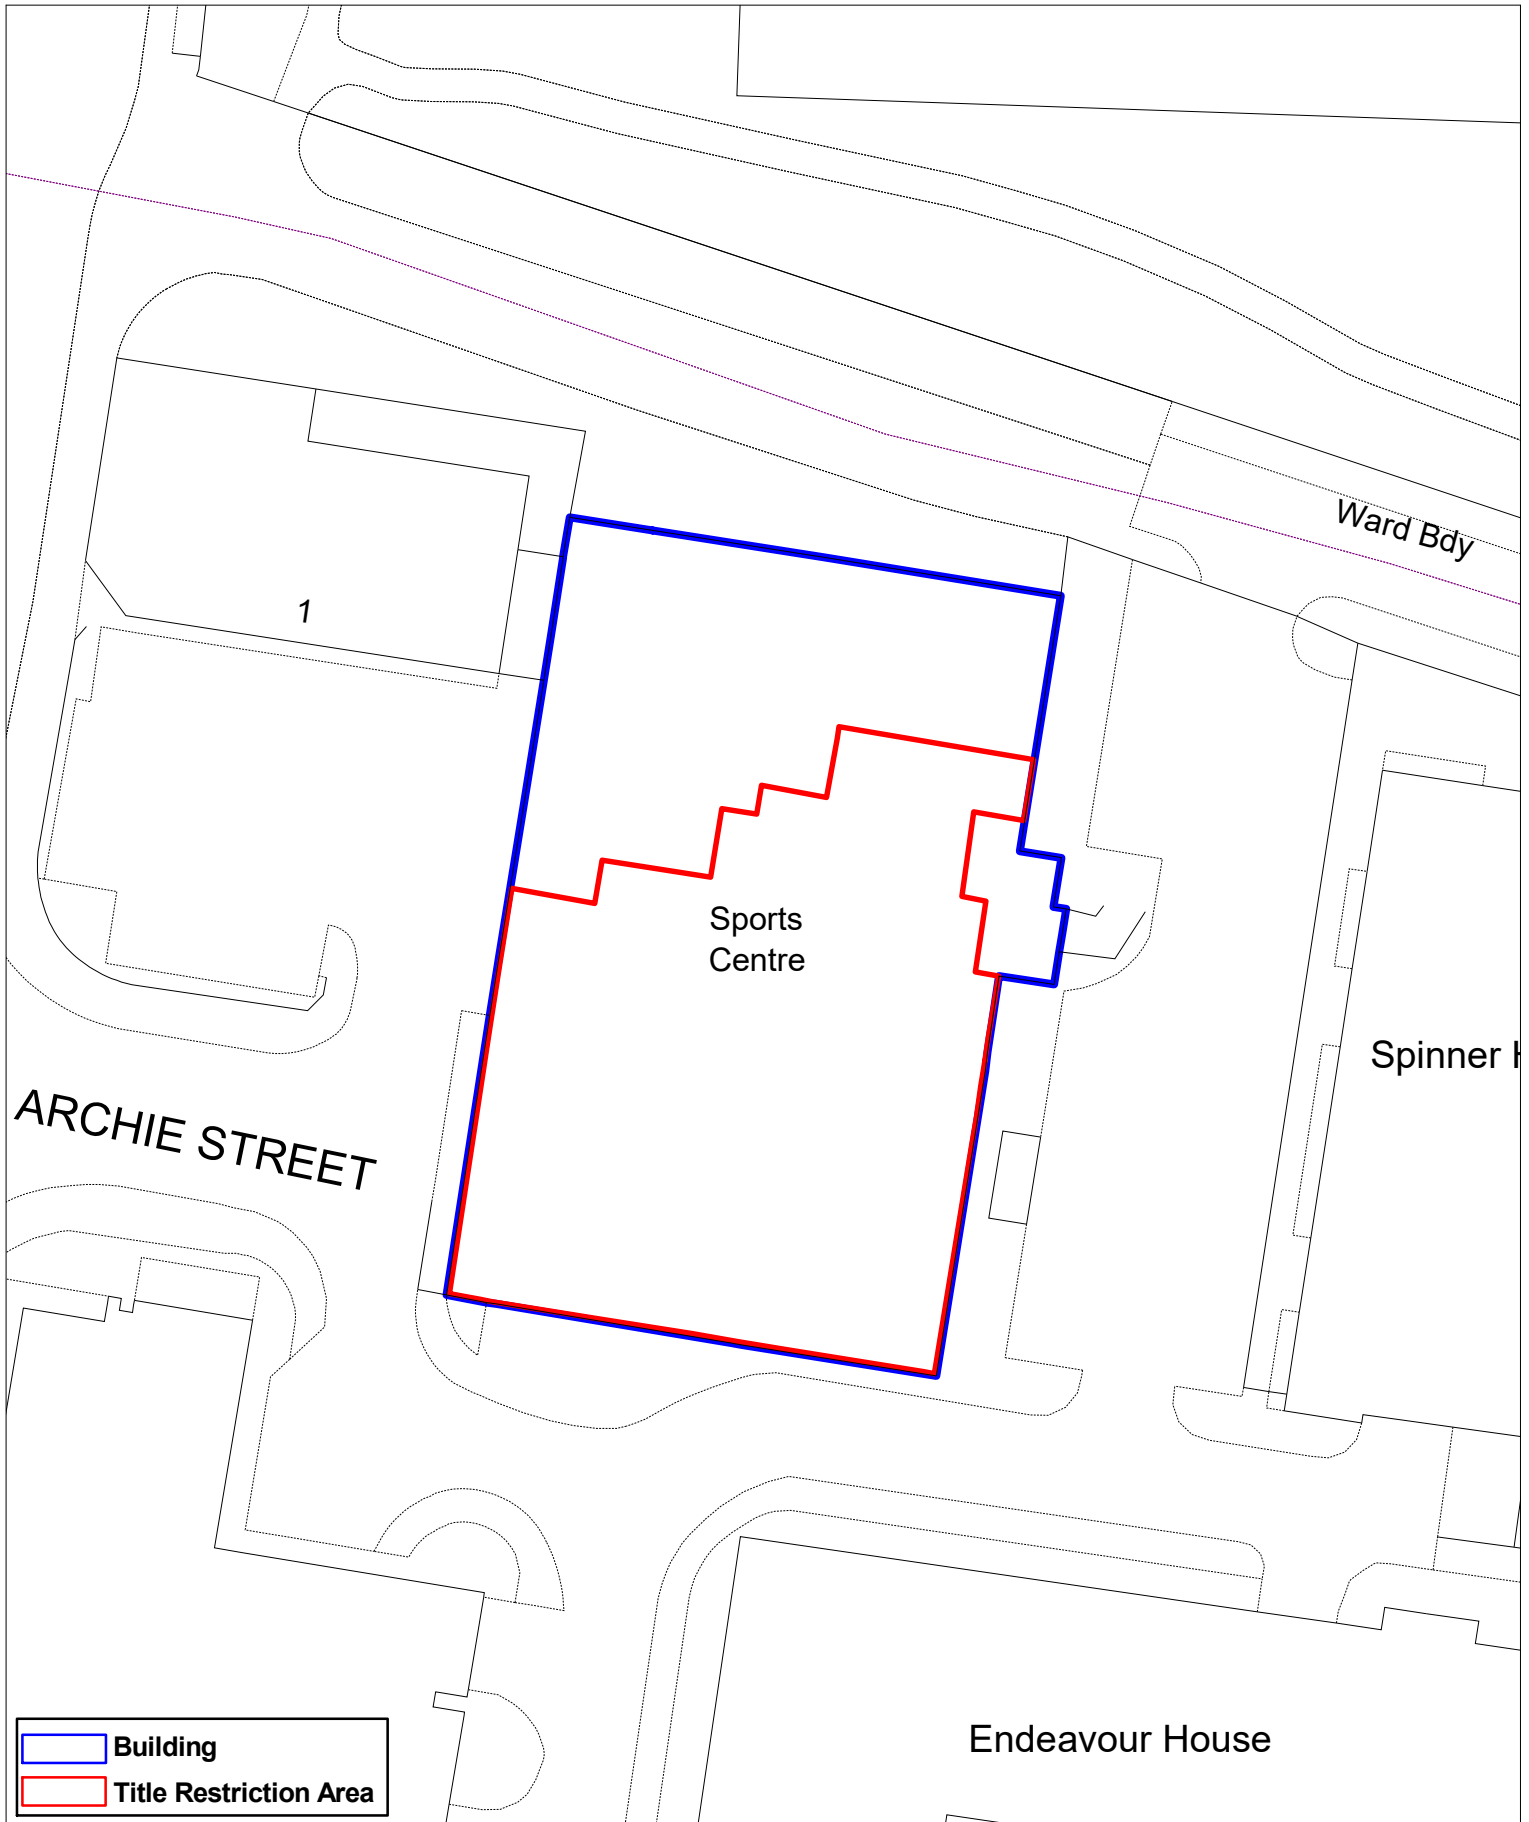 Ward Bdy
1
Sports
Centre
Spinner H
ARCHIE STREET
Endeavour House
Building
Title Restriction Area